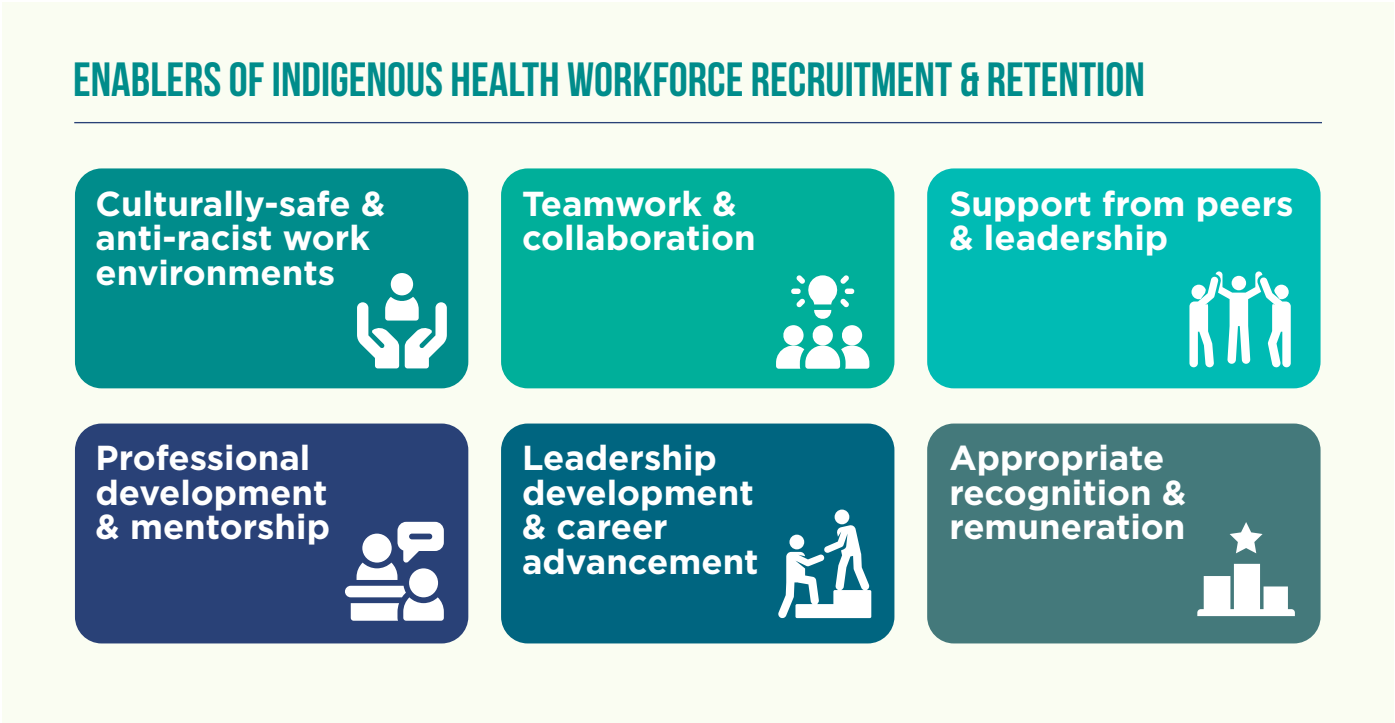 ENABLERS OF INDIGENOUS HEALTH WORKFORCE RECRUITMENT & RETENTION
Culturally-safe &
anti-racist work
environments
Teamwork &
collaboration
Support from peers
& leadership
Professional
development
& mentorship
Leadership
development
& career
advancement
Appropriate
recognition &
remuneration